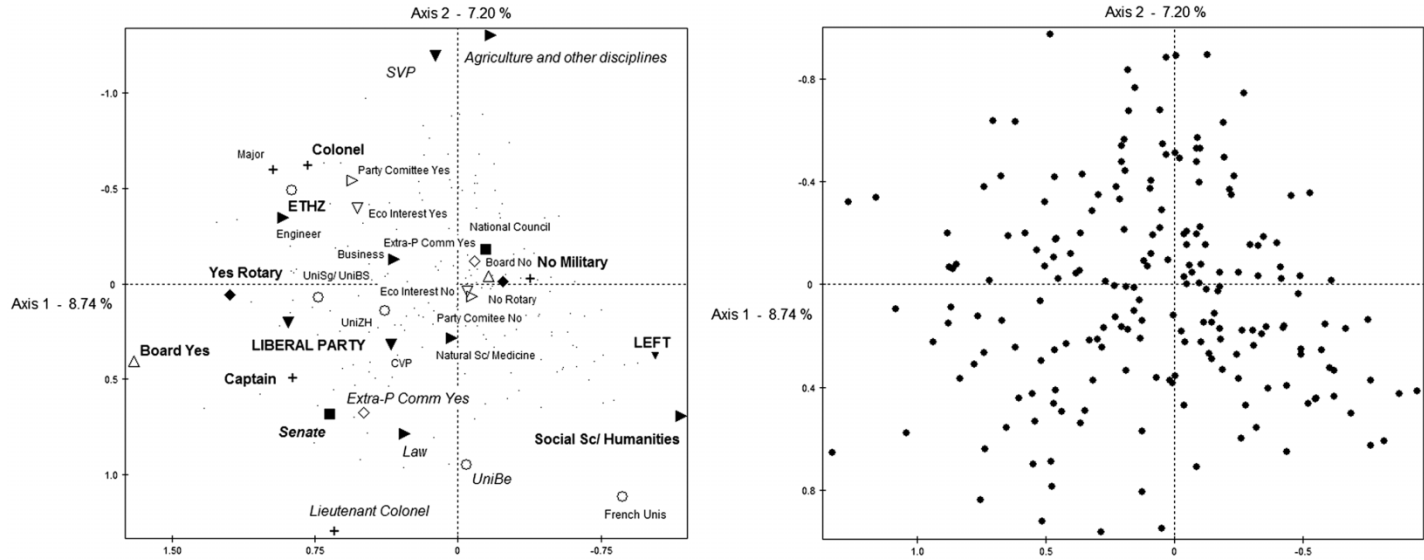 Axis 2 - 7.20 %
SVP
Agriculture and other disciplines
-1.0
Major
Colonel
Party Comittee Yes
-0.5
ETHZ
Eco Interest Yes
Engineer
National Council
Extra-P Comm Yes
Business
Board No
No Military
Yes Rotary
UniSg/ UniBS
0
Eco Interest No
No Rotary
Axis 1 - 8.74 %
UniZH
Party Comitee No
LIBERAL PARTY
LEFT
Board Yes
CVP
Natural Sc/ Medicine
Captain
0.5
Extra-P Comm Yes
Senate
Law
Social Sc/ Humanities
1.0
UniBe
French Unis
Lieutenant Colonel
1.50
0.75
0
-0.75
Axis 2 - 7.20 %
-0.8
-0.4
0
Axis 1 - 8.74 %
0.4
0.8
1.0
0.5
0
-0.5